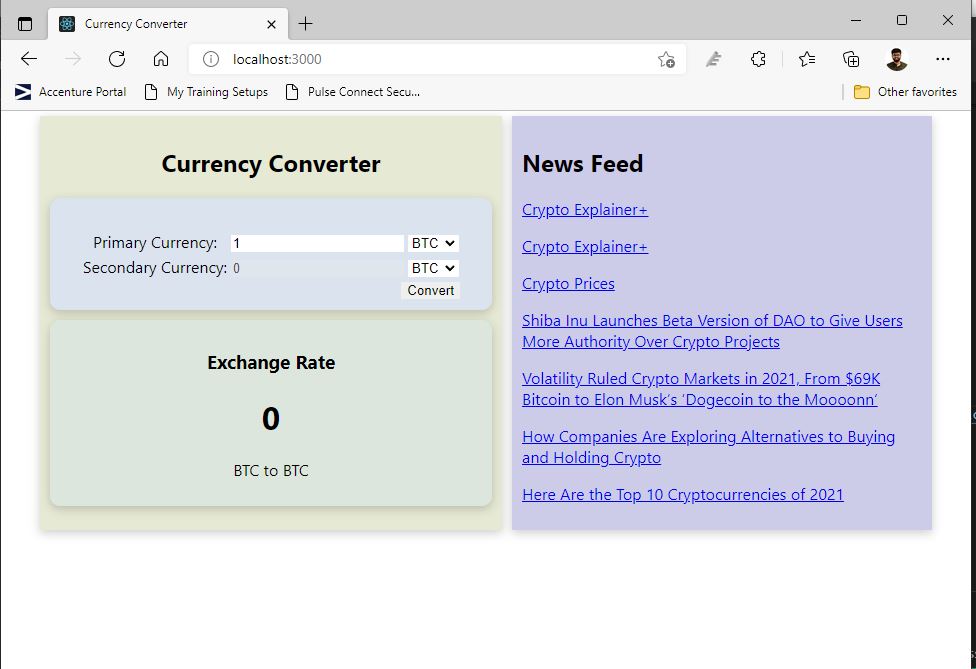 Currency Converter
localhost:3000
Accenture Portal
My Training Setups
Pulse Connect Secu...
Other favorites
Currency Converter
Primary Currency: 1 BTC
Secondary Currency: 0 BTC
Convert
Exchange Rate
0
BTC to BTC
News Feed
Crypto Explainer+
Crypto Explainer+
Crypto Prices
Shiba Inu Launches Beta Version of DAO to Give Users
More Authority Over Crypto Projects
Volatility Ruled Crypto Markets in 2021, From $69K
Bitcoin to Elon Musk’s ‘Dogecoin to the Moooonn’
How Companies Are Exploring Alternatives to Buying
and Holding Crypto
Here Are the Top 10 Cryptocurrencies of 2021